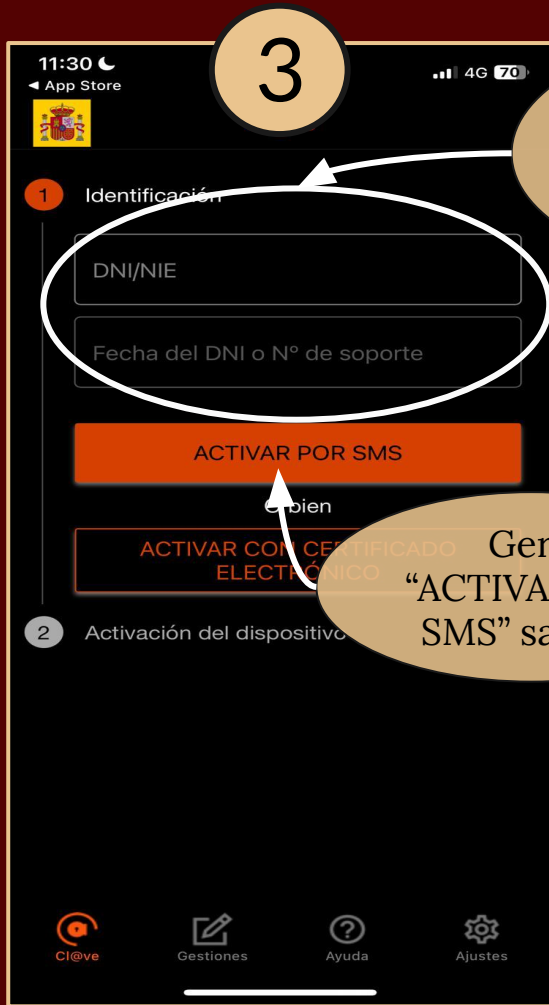 3
11:30
4G 70
◀ App Store
1 Identificación
DNI/NIE
Fecha del DNI o Nº de soporte
ACTIVAR POR SMS
O bien
ACTIVAR CON CERTIFICADO
ELECTRÓNICO
2 Activación del dispositivo
SMS”
Cl@ve Gestiones Ayuda Ajustes